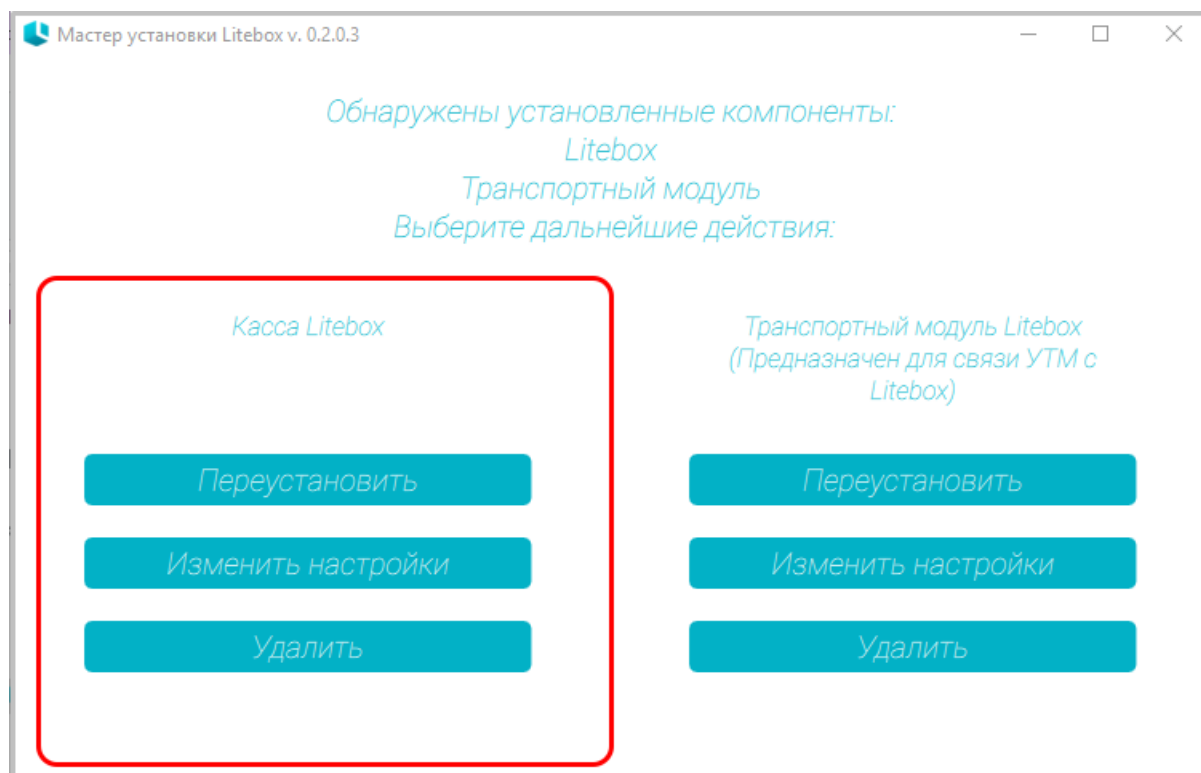 Мастер установки Litebox v. 0.2.0.3
Обнаружены установленные компоненты:
Litebox
Транспортный модуль
Выберите дальнейшие действия:
Касса Litebox
Переустановить
Изменить настройки
Удалить
Транспортный модуль Litebox
(Предназначен для связи УТМ с
Litebox)
Переустановить
Изменить настройки
Удалить